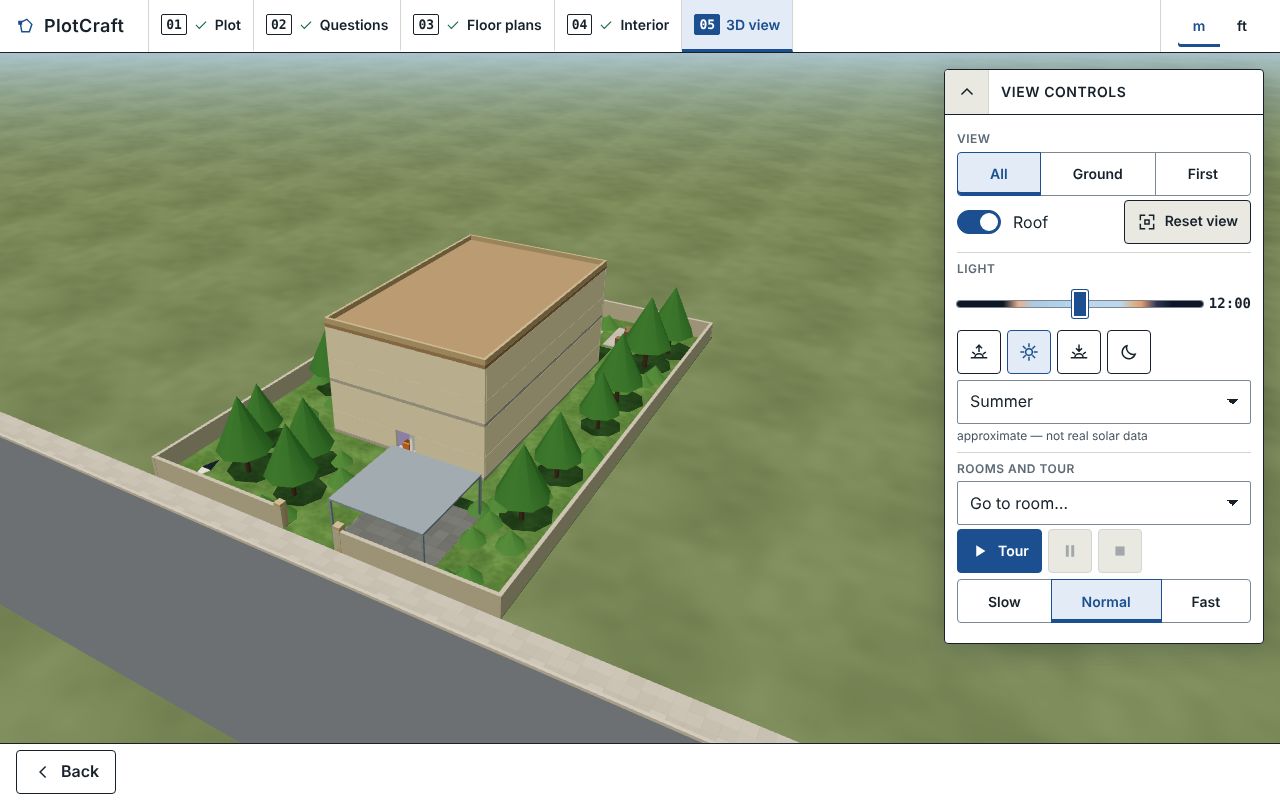 PlotCraft
01 Plot
02 Questions
03 Floor plans
04 Interior
05 3D view
m ft
VIEW CONTROLS
VIEW
All Ground First
Roof Reset view
LIGHT
12:00
Summer
approximate — not real solar data
ROOMS AND TOUR
Go to room...
Tour
Slow Normal Fast
Back